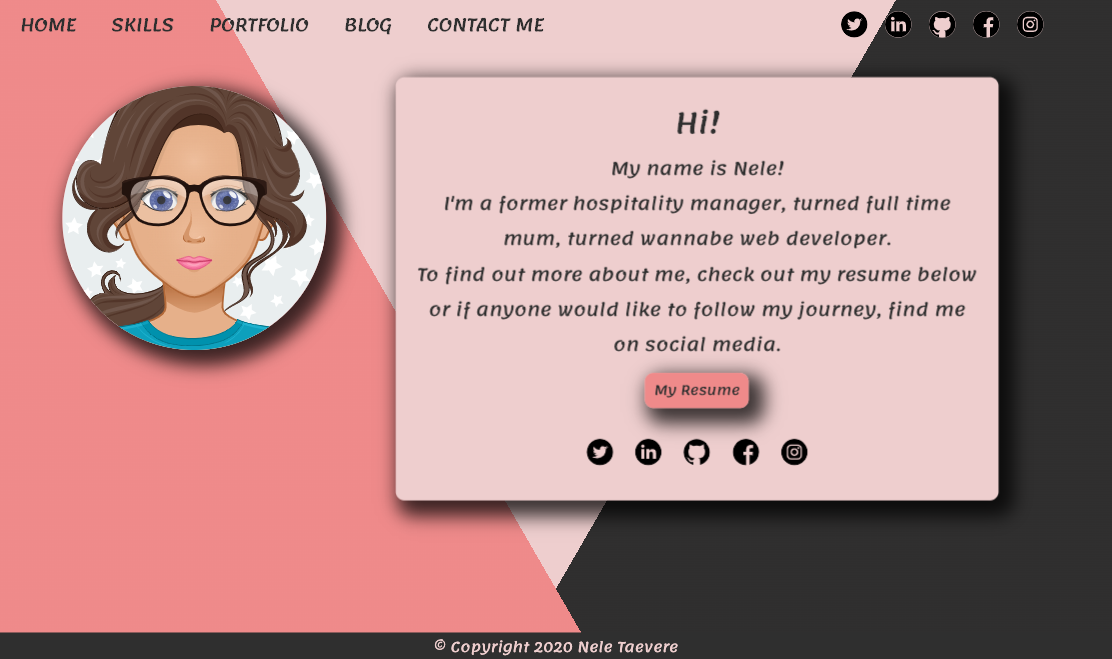 HOME SKILLS PORTFOLIO BLOG CONTACT ME
Hi!
My name is Nele!
I'm a former hospitality manager, turned full time
mum, turned wannabe web developer.
To find out more about me, check out my resume below
or if anyone would like to follow my journey, find me
on social media.
My Resume
© Copyright 2020 Nele Taevere